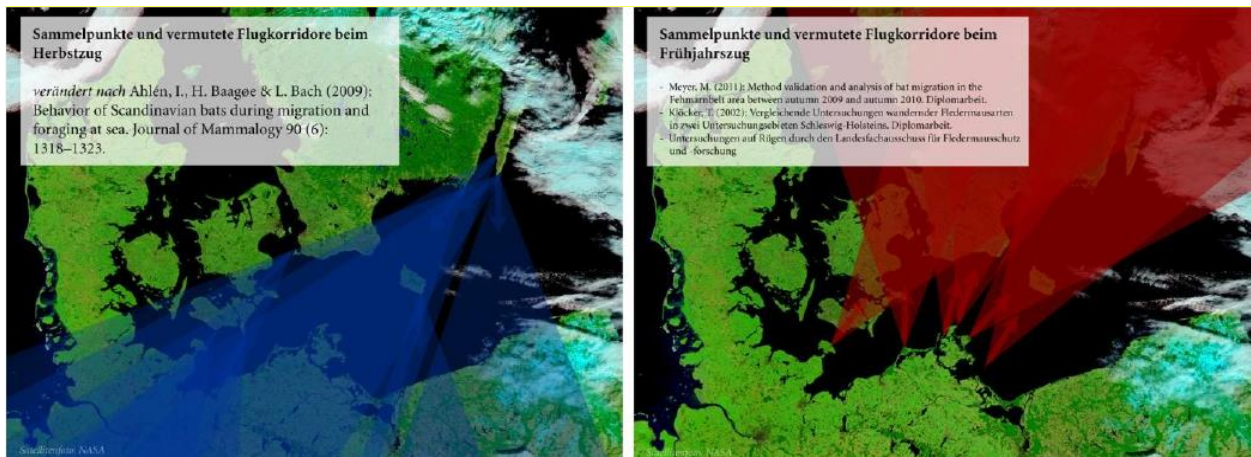 Sammelpunkte und vermutete Flugkorridore beim
Herbstzug
verändert nach Ahlén, I., H. Baagøe & L. Bach (2009):
Behavior of Scandinavian bats during migration and
foraging at sea. Journal of Mammalogy 90 (6):
1318–1323.
Satellitenfoto: NASA
Sammelpunkte und vermutete Flugkorridore beim
Frühjahrszug
- Meyer, M. (2011): Method validation and analysis of bat migration in the
Fehmarnbelt area between autumn 2009 and autumn 2010. Diplomarbeit.
- Klöcker, T. (2002): Vergleichende Untersuchungen wandernder Fledermausarten
in zwei Untersuchungsgebieten Schleswig-Holsteins, Diplomarbeit.
- Untersuchungen auf Rügen durch den Landesfachausschuss für Fledermausschutz
und -forschung
Satellitenfoto: NASA